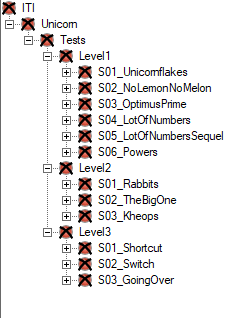 ITI
Unicorn
Tests
Level1
S01_Unicornflakes
S02_NoLemonNoMelon
S03_OptimusPrime
S04_LotOfNumbers
S05_LotOfNumbersSequel
S06_Powers
Level2
S01_Rabbits
S02_TheBigOne
S03_Kheops
Level3
S01_Shortcut
S02_Switch
S03_GoingOver